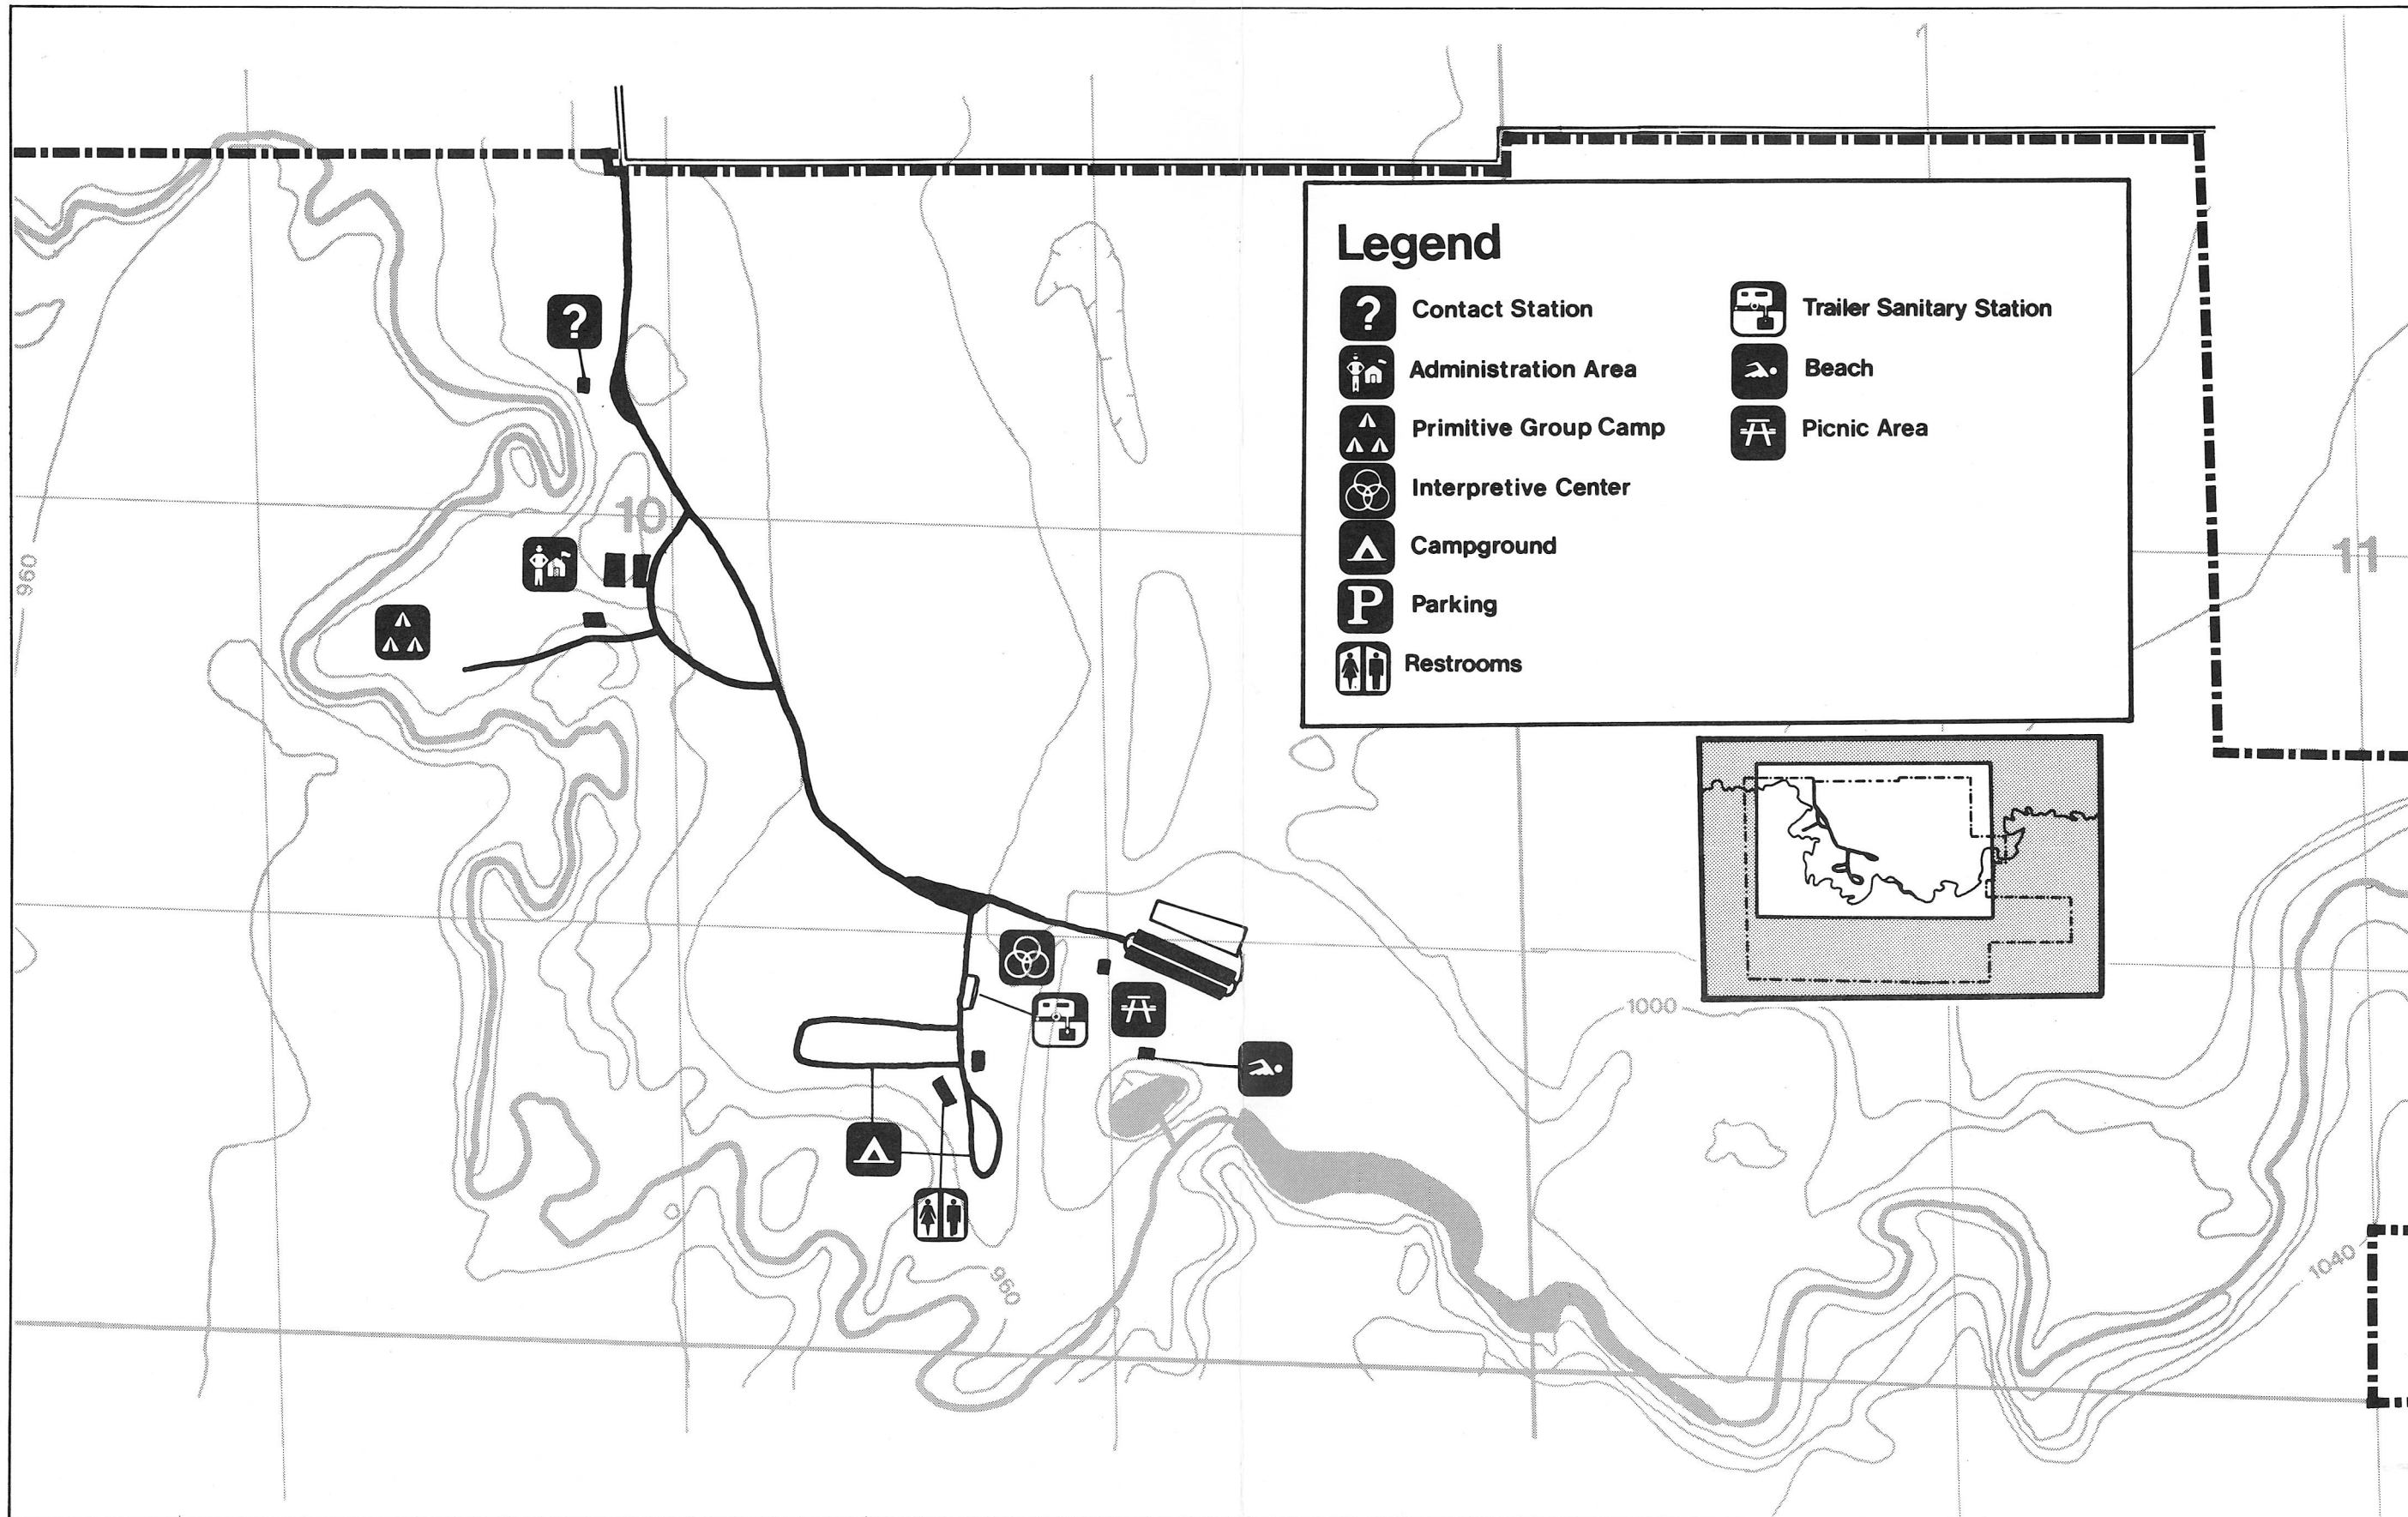 1
Legend
? Contact Station
Administration Area
Primitive Group Camp
Interpretive Center
Campground
P Parking
Restrooms
Trailer Sanitary Station
Beach
Picnic Area
?
10
11
960
1000
960
1040